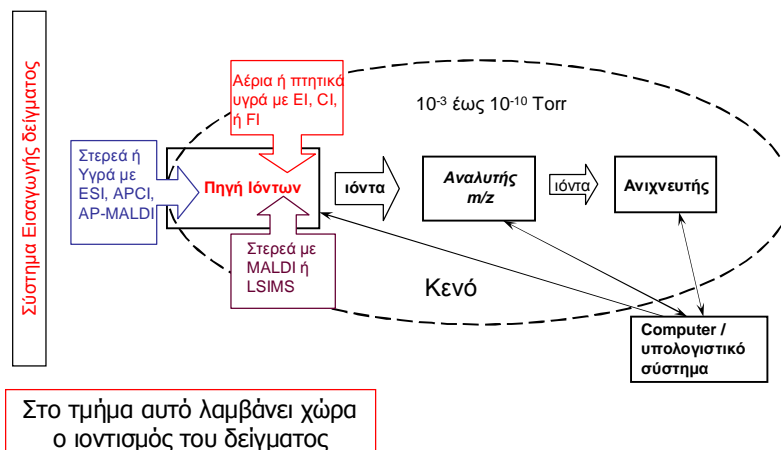 Σύστημα Εισαγωγής δείγματος
Αέρια ή πτητικά
υγρά με EI, CI,
ή FI
10-3 έως 10-10 Torr
Στερεά ή
Υγρά με
ESI, APCI,
AP-MALDI
Πηγή Ιόντων
ιόντα
Αναλυτής
m/z
ιόντα
Ανιχνευτής
Στερεά με
MALDI ή
LSIMS
Κενό
Computer /
υπολογιστικό
σύστημα
Στο τμήμα αυτό λαμβάνει χώρα
ο ιοντισμός του δείγματος